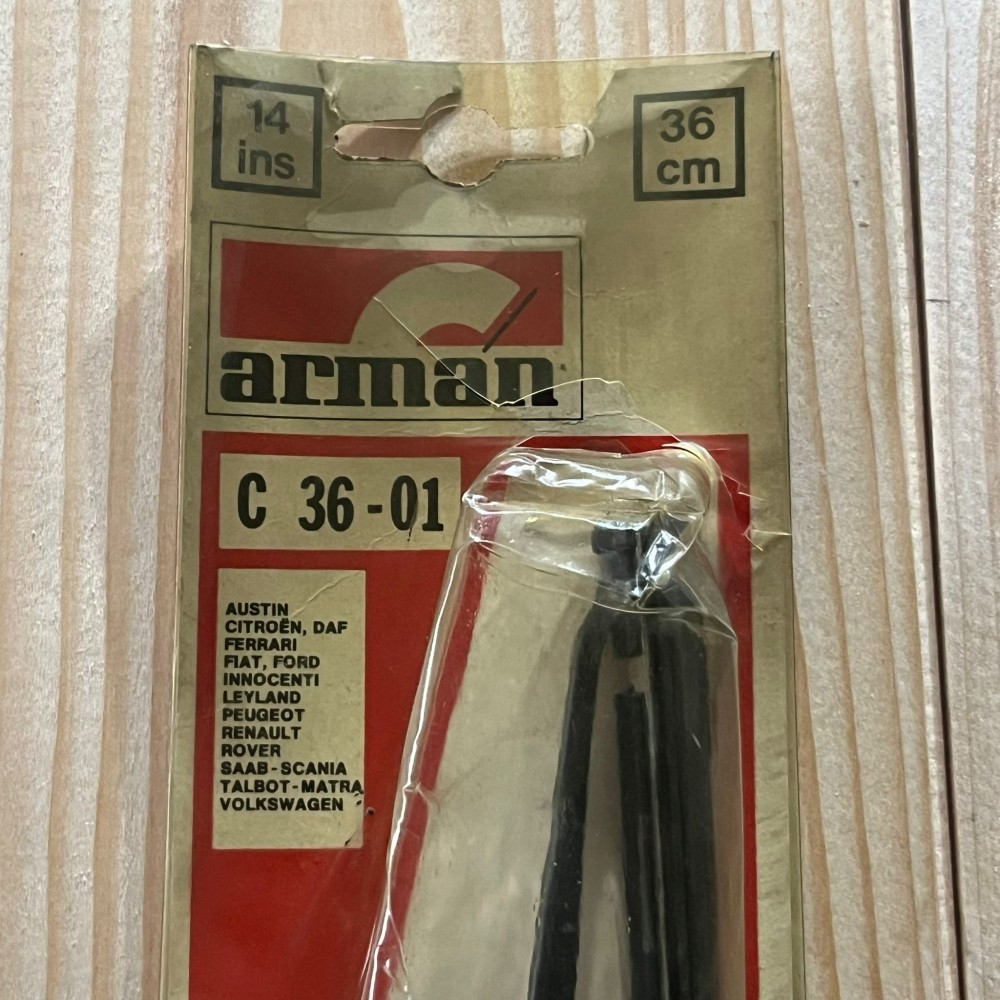 14
ins
36
cm
arman
C 36-01
AUSTIN
CITROËN, DAF
FERRARI
FIAT, FORD
INNOCENTI
LEYLAND
PEUGEOT
RENAULT
ROVER
SAAB-SCANIA
TALBOT-MATRA
VOLKSWAGEN